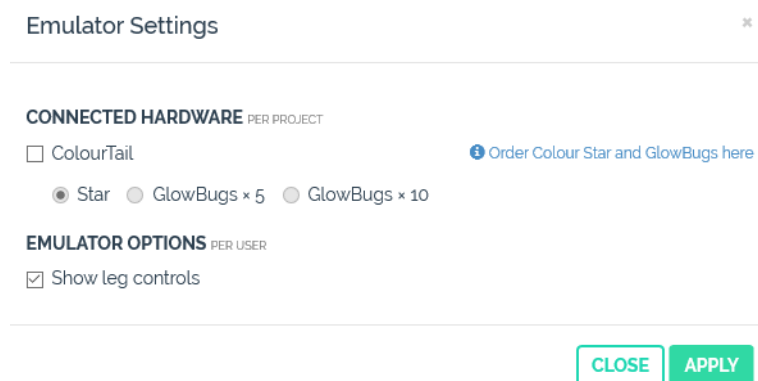 Emulator Settings
CONNECTED HARDWARE PER PROJECT
ColourTail
Order Colour Star and GlowBugs here
Star GlowBugs × 5 GlowBugs × 10
EMULATOR OPTIONS PER USER
Show leg controls
CLOSE APPLY